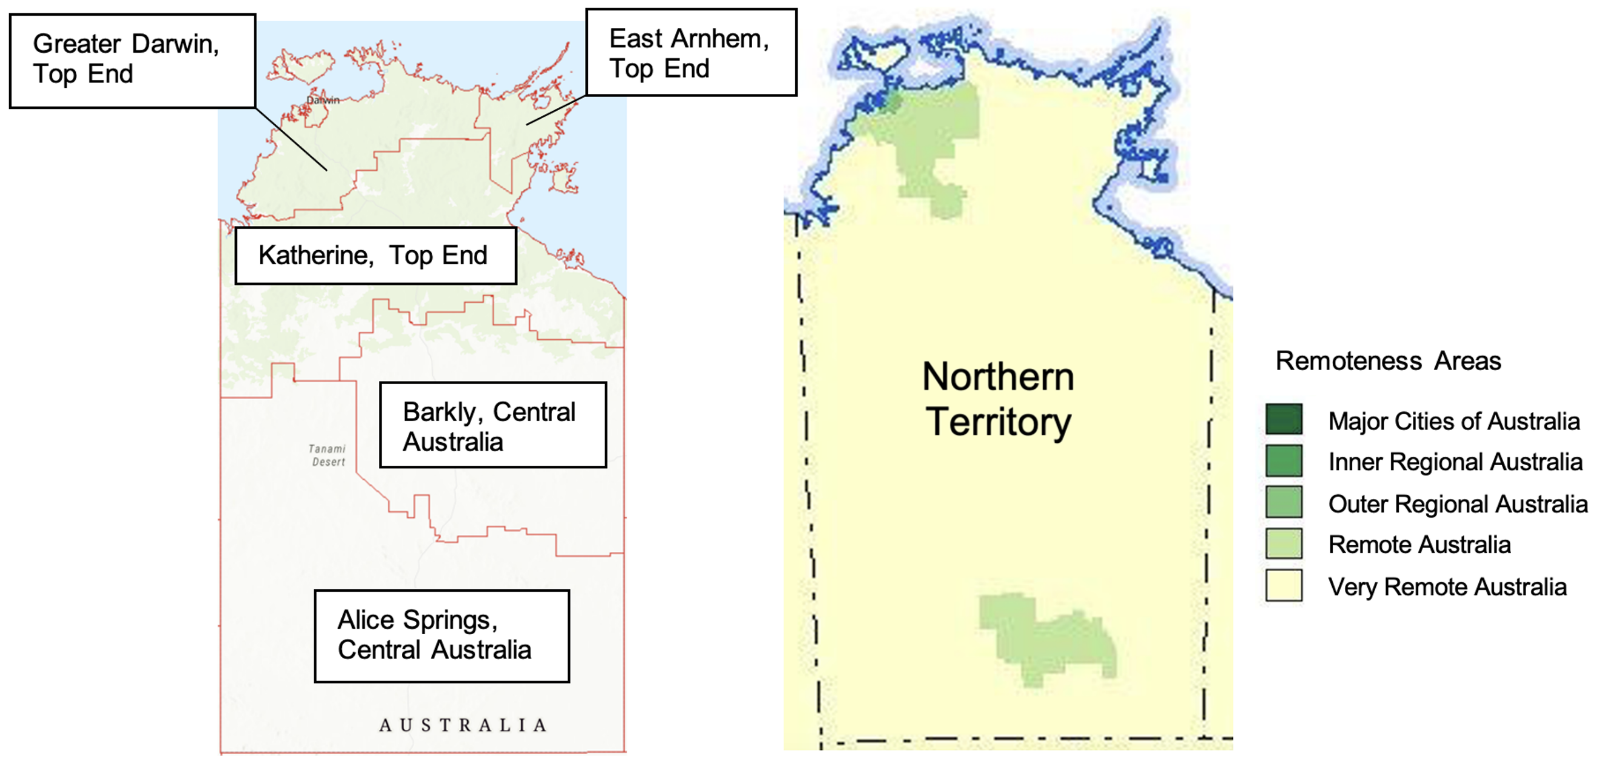 Greater Darwin,
Top End
East Arnhem,
Top End
Darwin
Katherine, Top End
Barkly, Central
Australia
Tanami
Desert
Alice Springs,
Central Australia
AUSTRALIA
Northern
Territory
Remoteness Areas
Major Cities of Australia
Inner Regional Australia
Outer Regional Australia
Remote Australia
Very Remote Australia